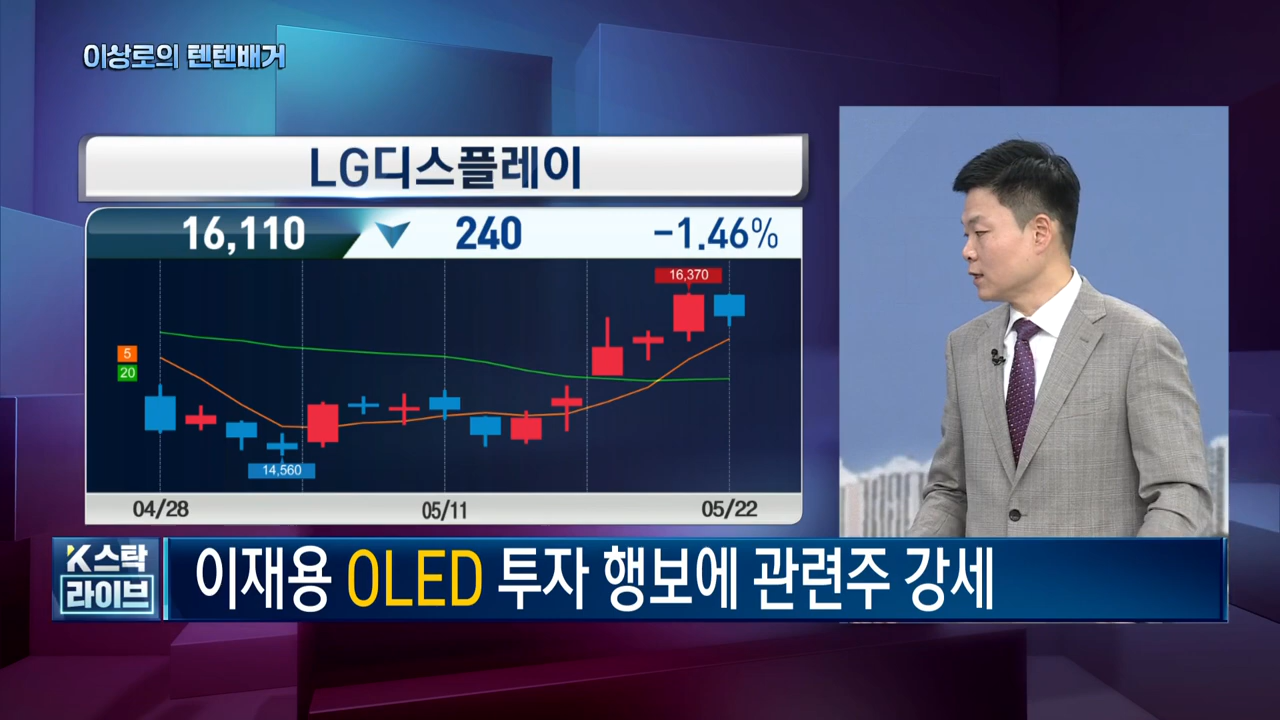 이상로의 텐텐배거
LG디스플레이
16,110 ▼ 240 -1.46%
16,370
5
20
14,560
04/28 05/11 05/22
K스탁
라이브
이재용 OLED 투자 행보에 관련주 강세